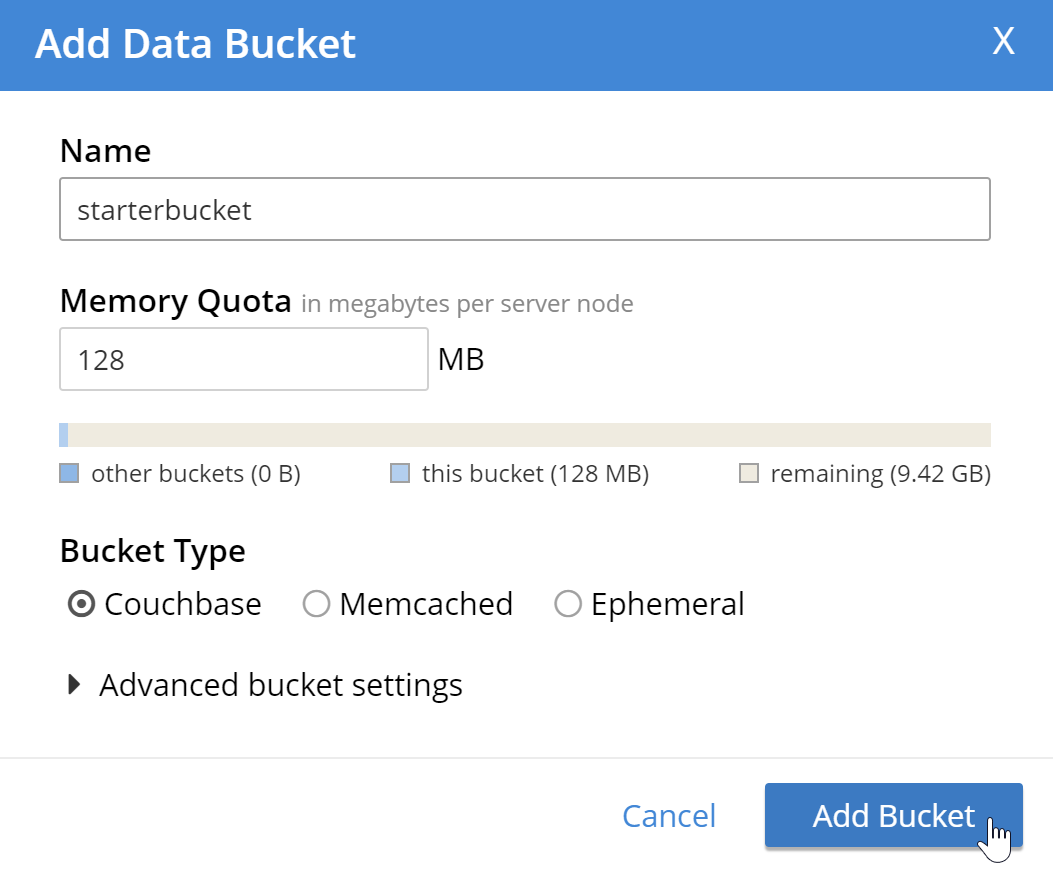 Add Data Bucket X
Name
starterbucket
Memory Quota in megabytes per server node
128 MB
other buckets (0 B) this bucket (128 MB) remaining (9.42 GB)
Bucket Type
Couchbase Memcached Ephemeral
Advanced bucket settings
Cancel Add Bucket